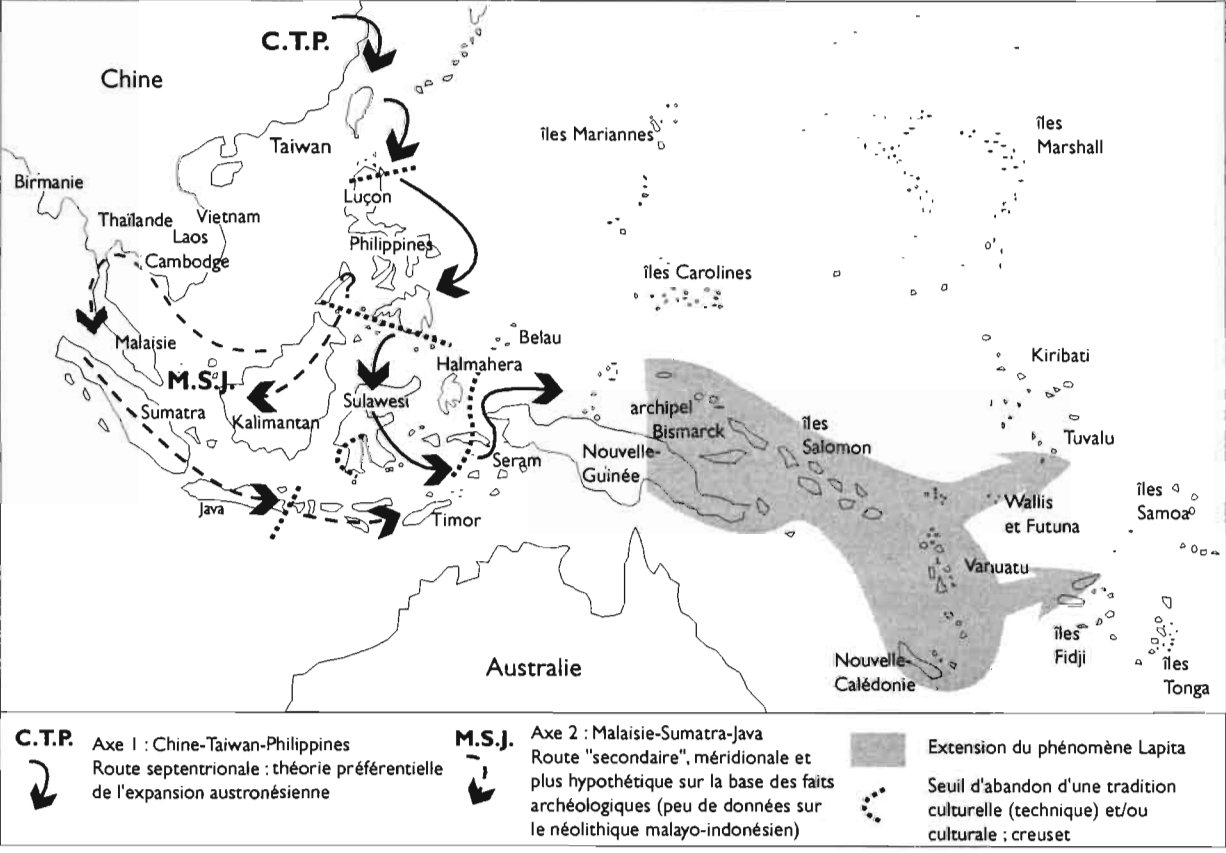 C.T.P.
Chine
Taiwan
îles Mariannes
îles
Marshall
Birmanie
Luçon
Thaïlande
Vietnam
Laos
Cambodge
Philippines
îles Carolines
Malaisie
Belau
Halmahera
Kiribati
M.S.J.
Sumatra
Kalimantan
Sulawesi
archipel
Bismarck
îles
Salomon
Tuvalu
Seram
Nouvelle-
Guinée
Java
Timor
Wallis
et Futuna
îles
Samoa
Vanuatu
Australie
Nouvelle-
Calédonie
îles
Fidji
îles
Tonga
C.T.P.
Axe 1 : Chine-Taiwan-Philippines
Route septentrionale : théorie préférentielle
de l'expansion austronésienne
M.S.J.
Axe 2 : Malaisie-Sumatra-Java
Route "secondaire", méridionale et
plus hypothétique sur la base des faits
archéologiques (peu de données sur
le néolithique malayo-indonésien)
Extension du phénomène Lapita
Seuil d'abandon d'une tradition
culturelle (technique) et/ou
culturale ; creuset